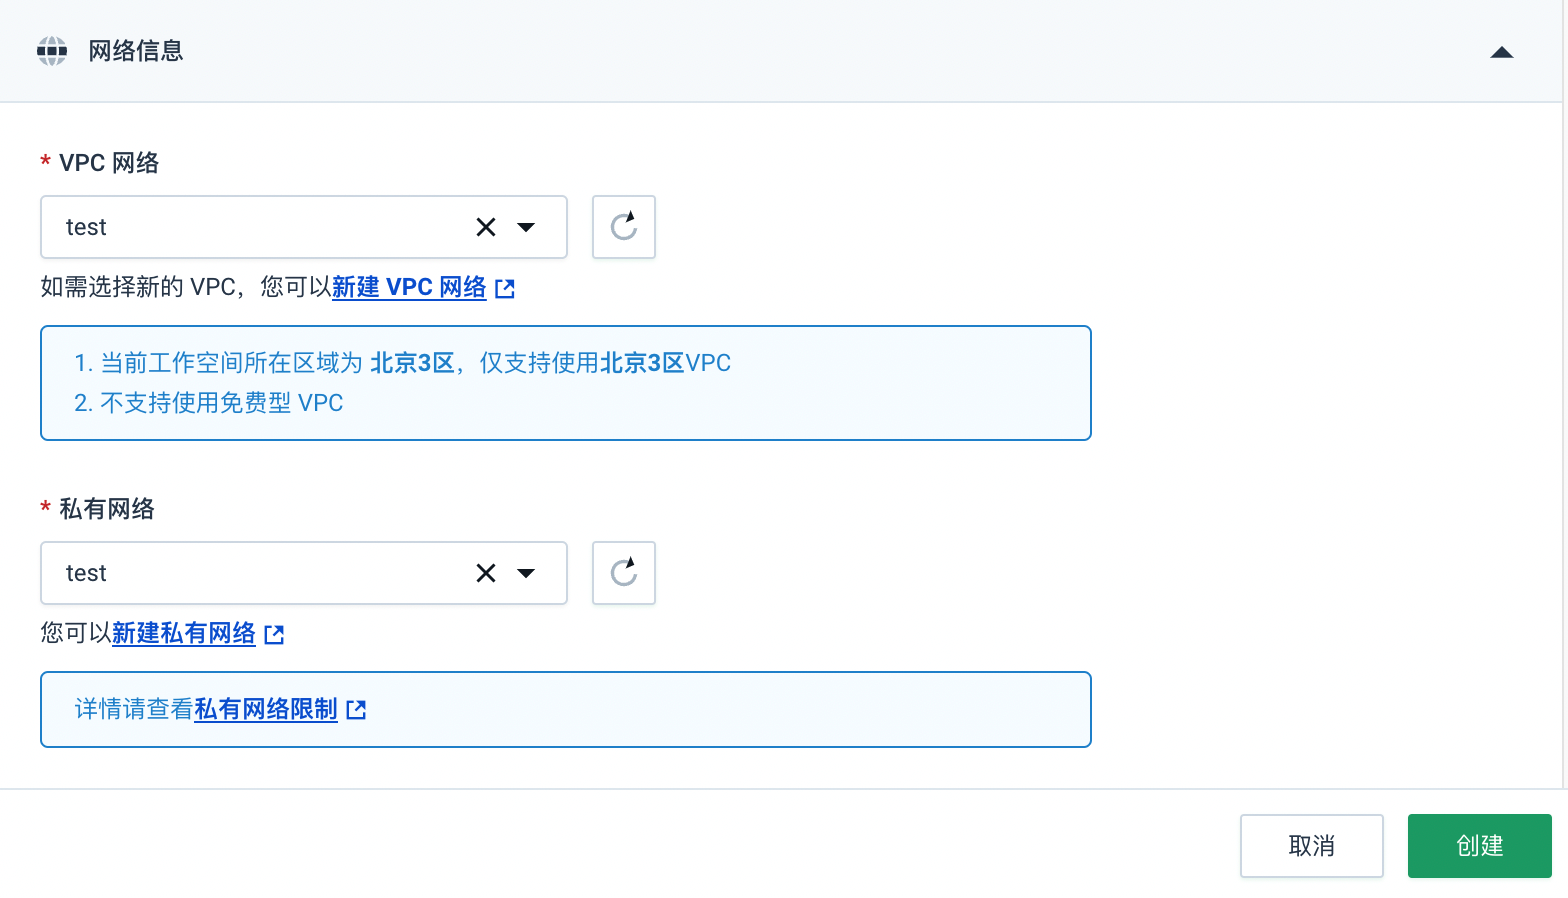 网络信息
* VPC 网络
test
如需选择新的 VPC，您可以新建 VPC 网络
1. 当前工作空间所在区域为 北京3区，仅支持使用北京3区VPC
2. 不支持使用免费型 VPC
* 私有网络
test
您可以新建私有网络
详情请查看私有网络限制
取消 创建